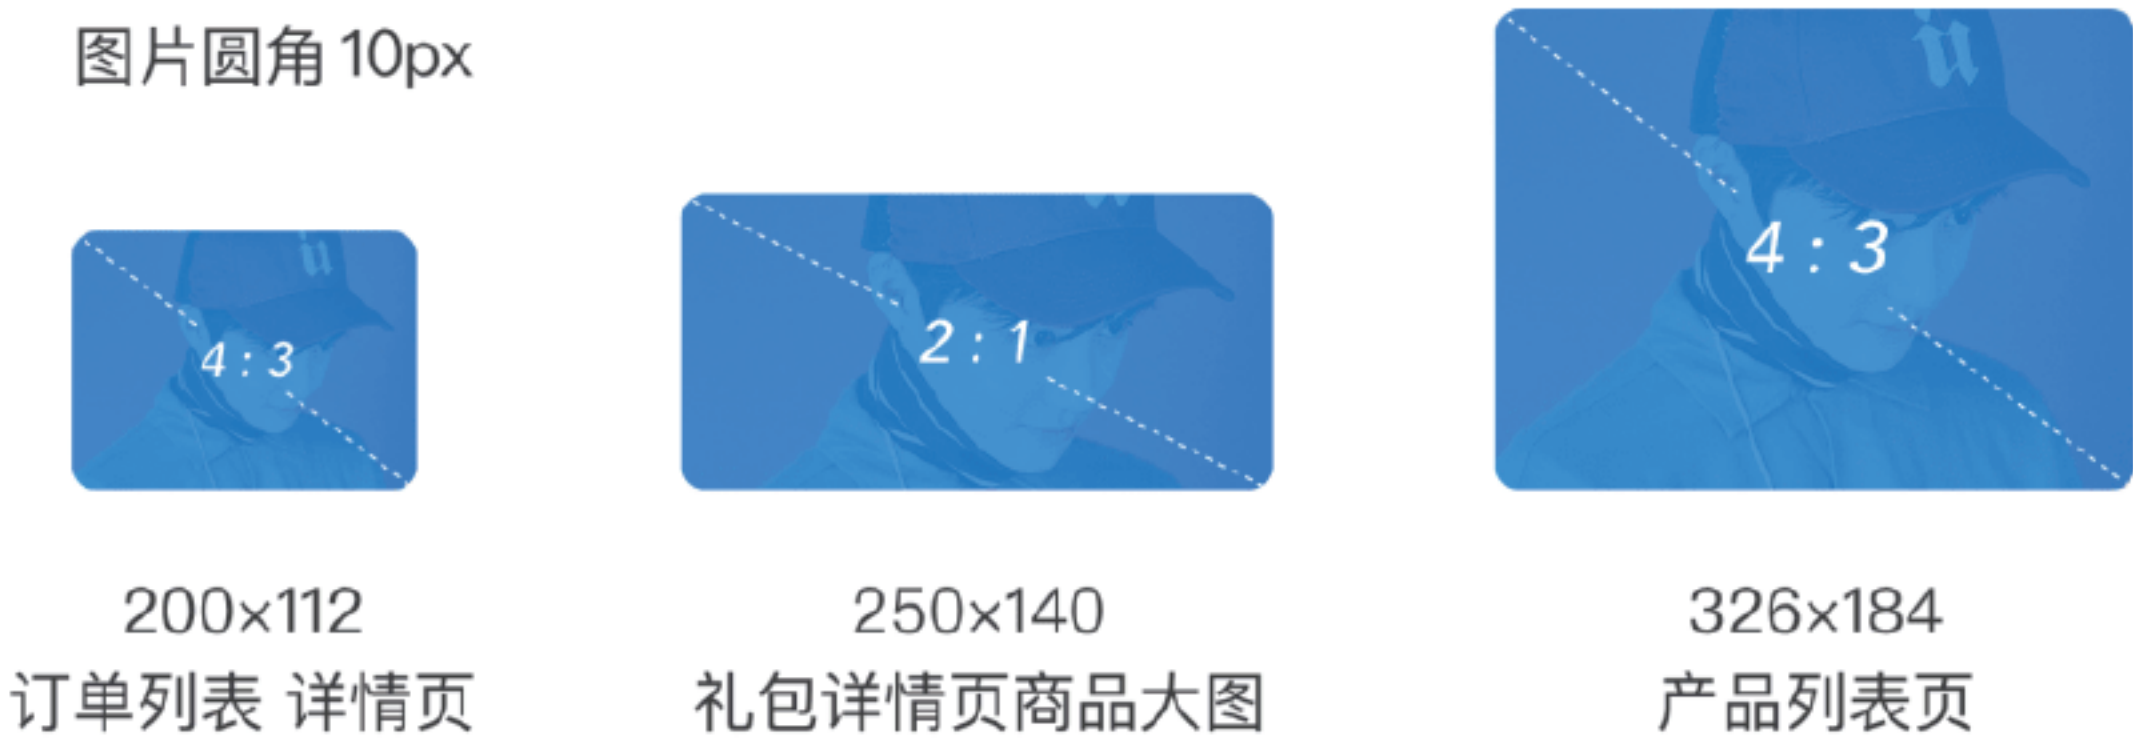 图片圆角 10px
4 : 3
2 : 1
4 : 3
200×112
订单列表 详情页
250×140
礼包详情页商品大图
326×184
产品列表页